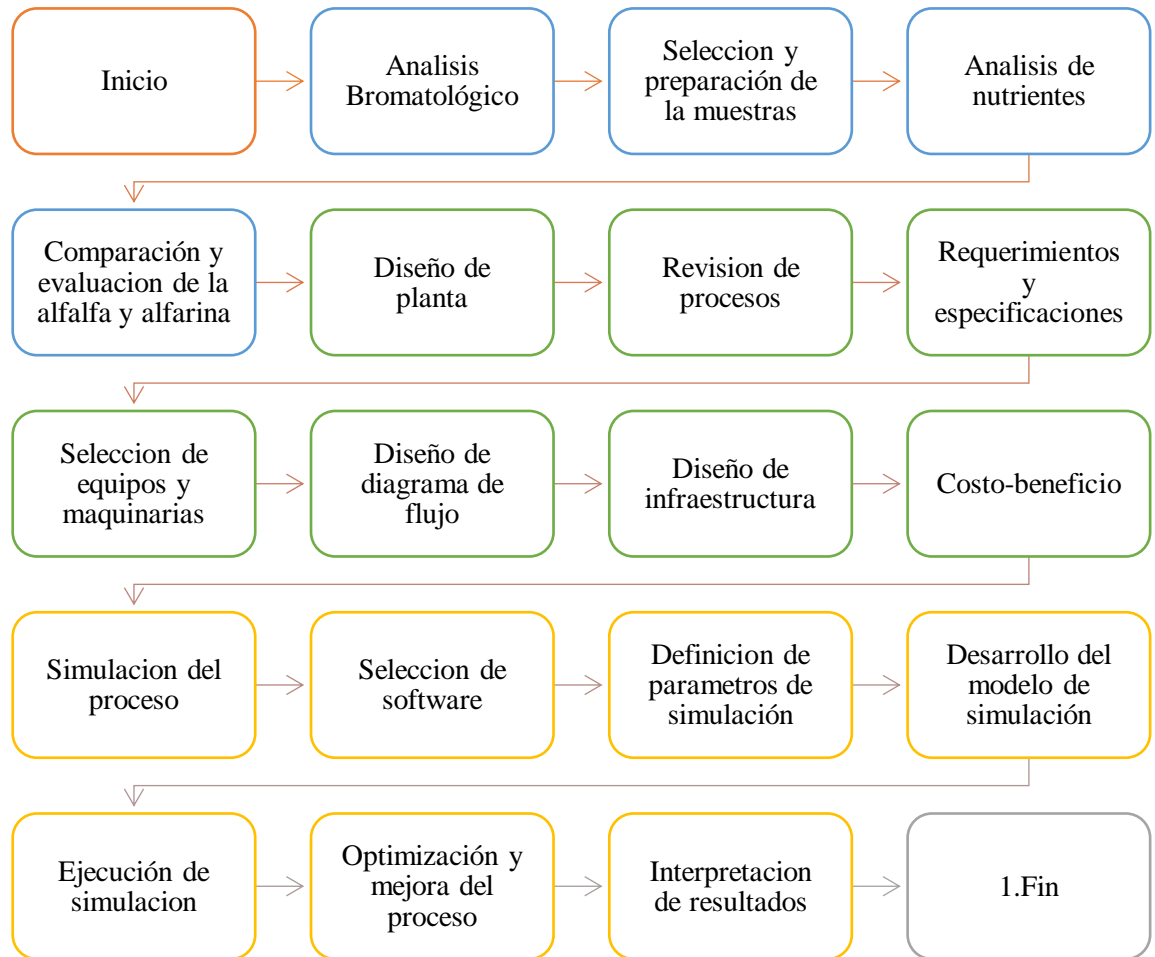 Inicio
Analisis
Bromatológico
Seleccion y
preparación de
la muestras
Analisis de
nutrientes
Comparación y
evaluacion de la
alfalfa y alfarina
Diseño de
planta
Revision de
procesos
Requerimientos
y
especificaciones
Seleccion de
equipos y
maquinarias
Diseño de
diagrama de
flujo
Diseño de
infraestructura
Costo-beneficio
Simulacion del
proceso
Seleccion de
software
Definicion de
parametros de
simulación
Desarrollo del
modelo de
simulación
Ejecución de
simulacion
Optimización y
mejora del
proceso
Interpretacion
de resultados
1.Fin